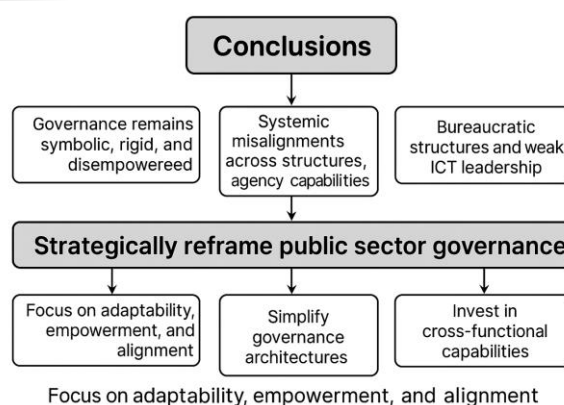 Conclusions
Governance remains
symbolic, rigid, and
disempowereed
Systemic
misalignments
across structures,
agency capabilities
Bureaucratic
structures and weak
ICT leadership
Strategically reframe public sector governance
Focus on adaptability,
empowerment, and
alignment
Simplify
governance
architectures
Invest in
cross-functional
capabilities
Focus on adaptability, empowerment, and alignment